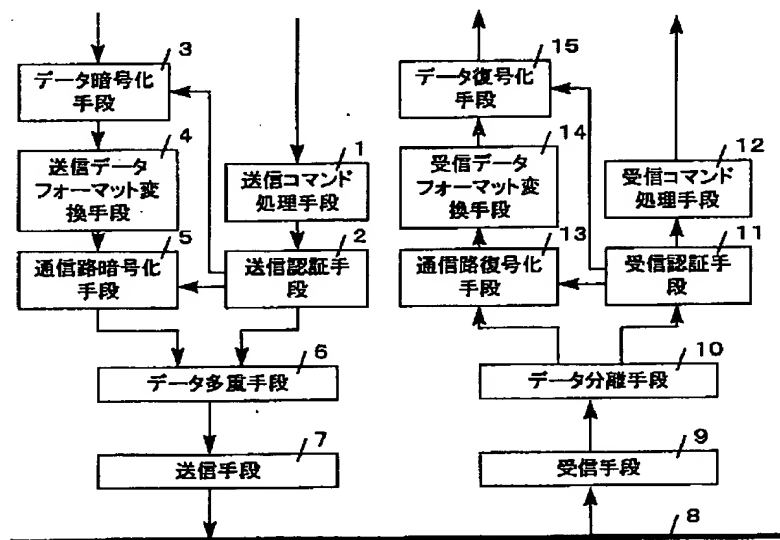 3
データ暗号化
手段
4
送信データ
フォーマット変
換手段
1
送信コマンド
処理手段
5
通信路暗号化
手段
2
送信認証手
段
6
データ多重手段
7
送信手段
15
データ復号化
手段
14
受信データ
フォーマット変
換手段
12
受信コマンド
処理手段
13
通信路復号化
手段
11
受信認証手
段
10
データ分離手段
9
受信手段
8